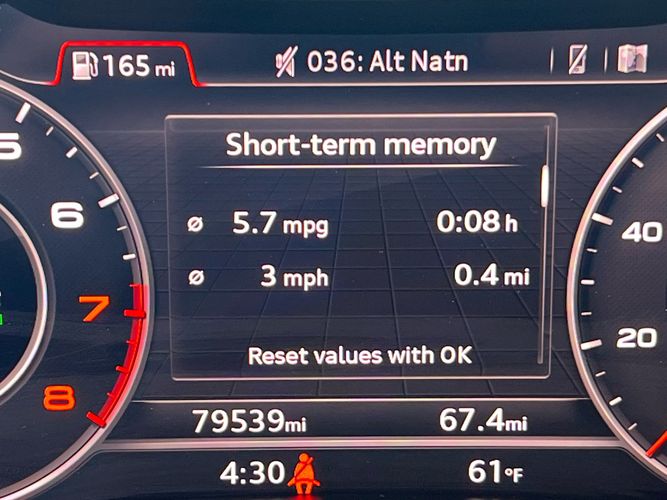 165 mi
036: Alt Natn
5
6
7
8
Short-term memory
ø 5.7 mpg 0:08 h
ø 3 mph 0.4 mi
Reset values with OK
40
20
79539mi 67.4mi
4:30 61°F